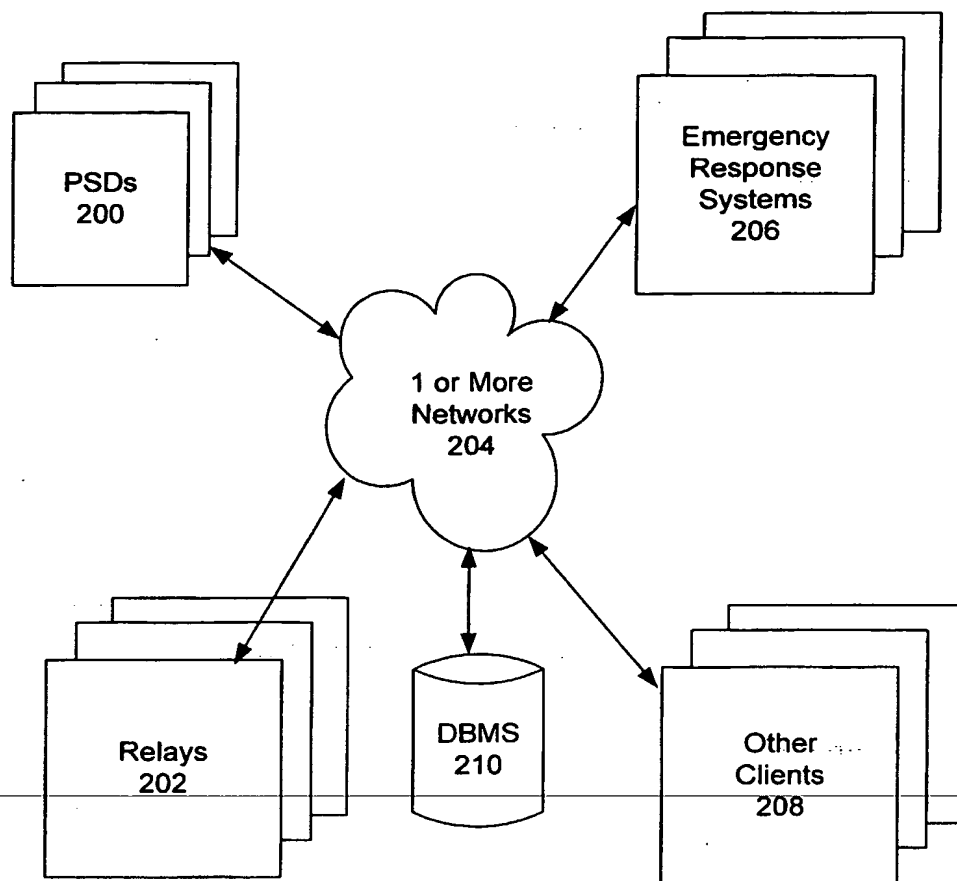 PSDs
200
Emergency
Response
Systems
206
1 or More
Networks
204
Relays
202
DBMS
210
Other
Clients
208